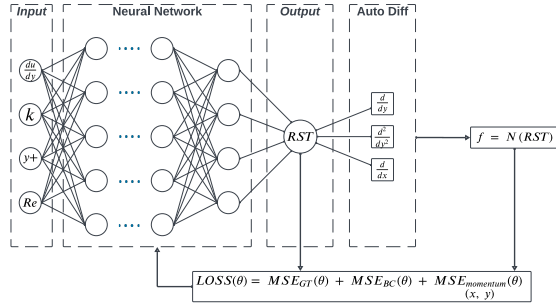 Input Neural Network Output Auto Diff
du/dy
k
y+
Re
....
....
....
....
....
RST
d/dy
d²/dy²
d/dx
f = N(RST)
LOSS(θ) = MSE_GT(θ) + MSE_BC(θ) + MSE_momentum(θ)
(x, y)